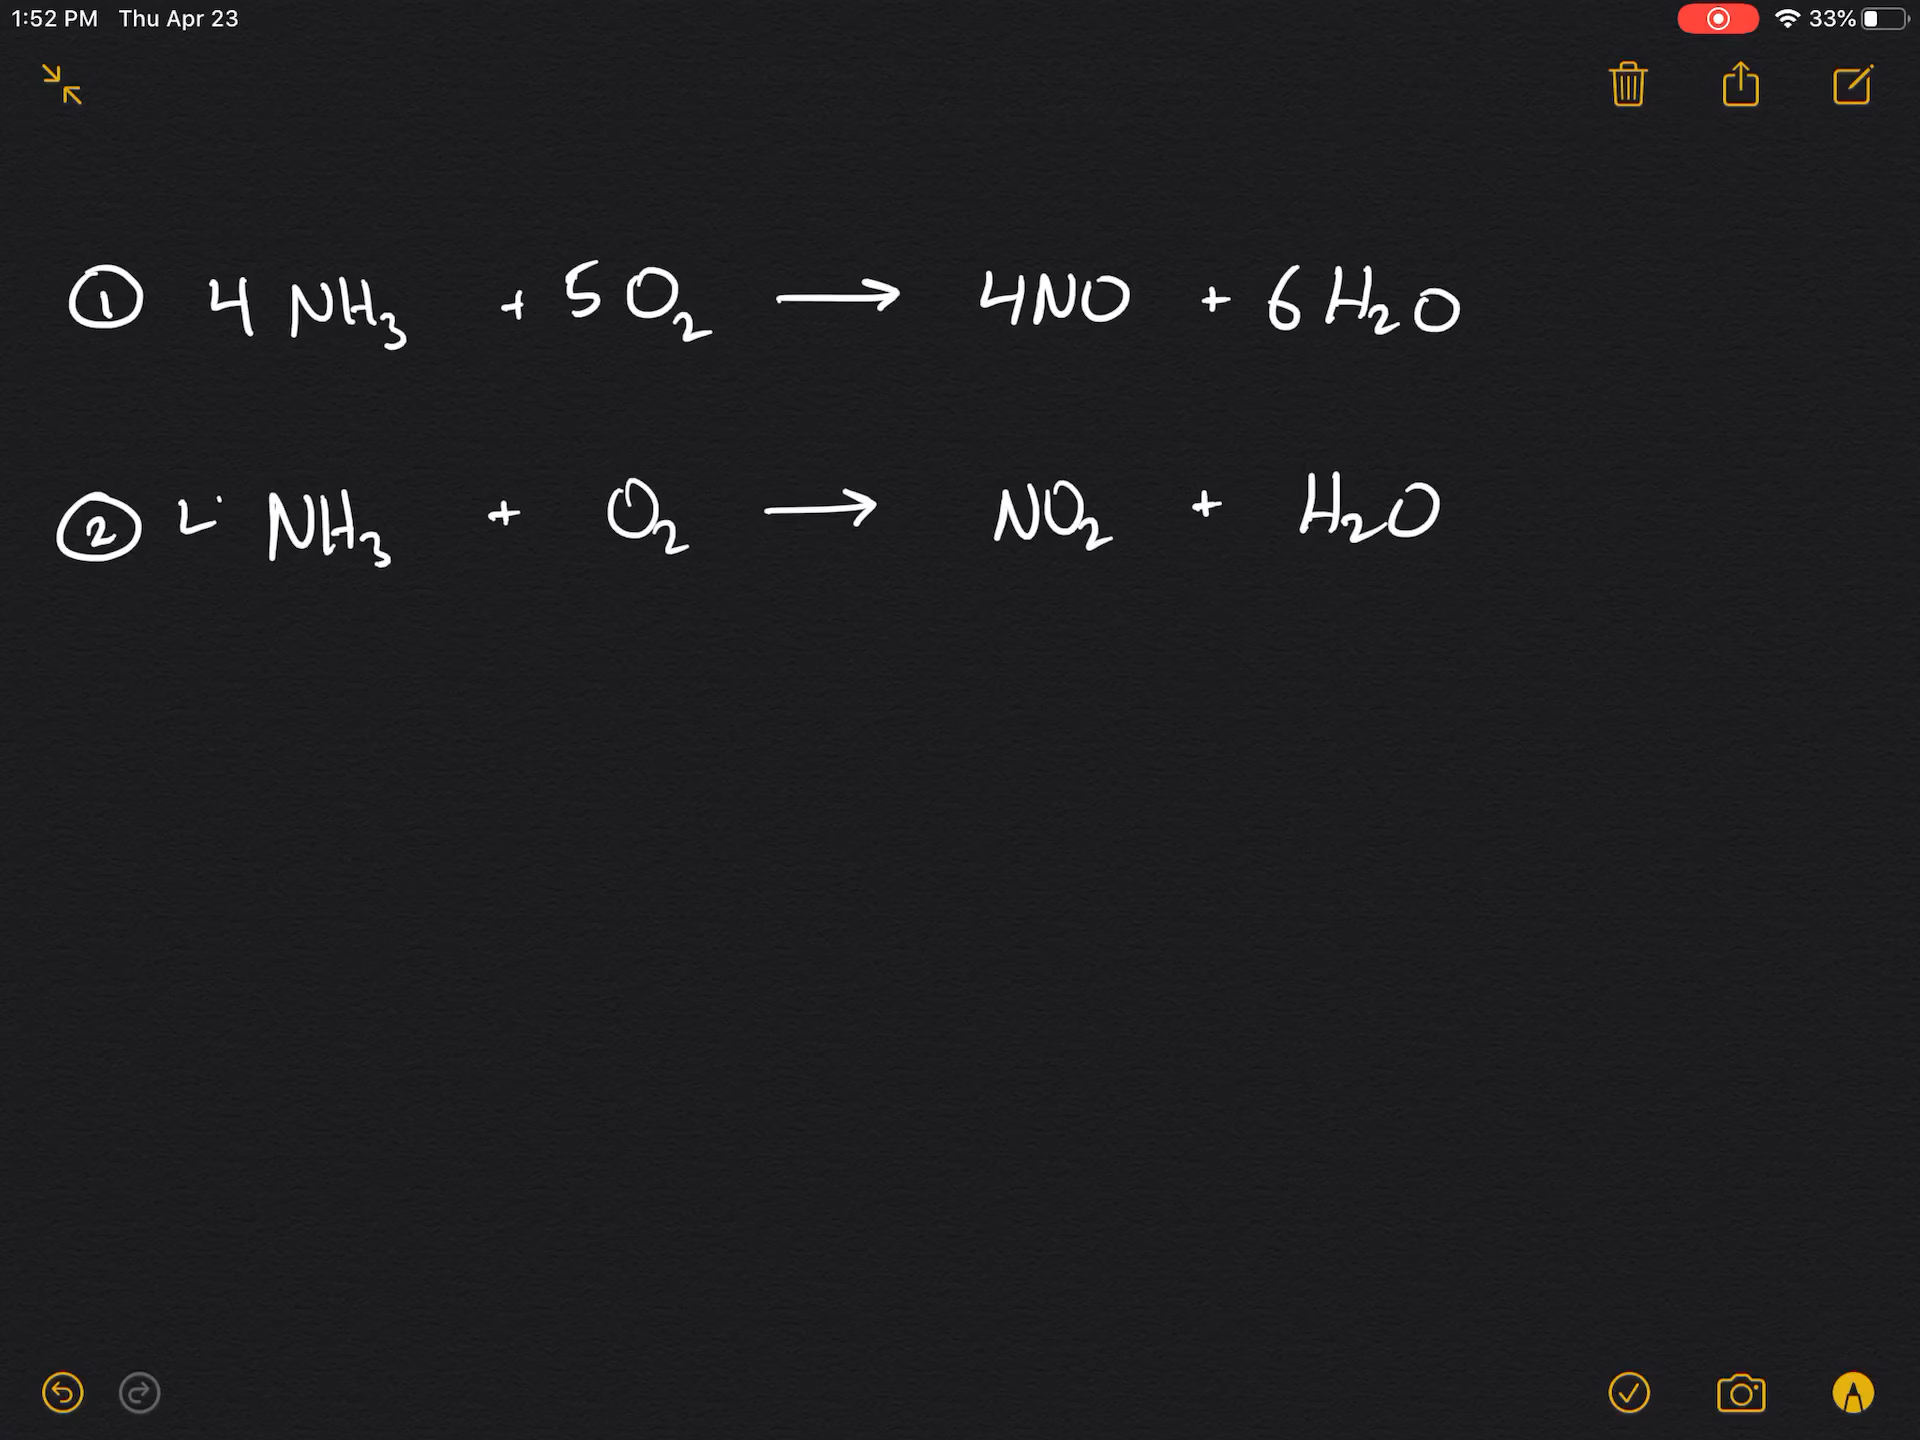 1:52 PM Thu Apr 23 33%
① 4 NH₃ + 5 O₂ → 4NO + 6 H₂O
② NH₃ + O₂ → NO₂ + H₂O